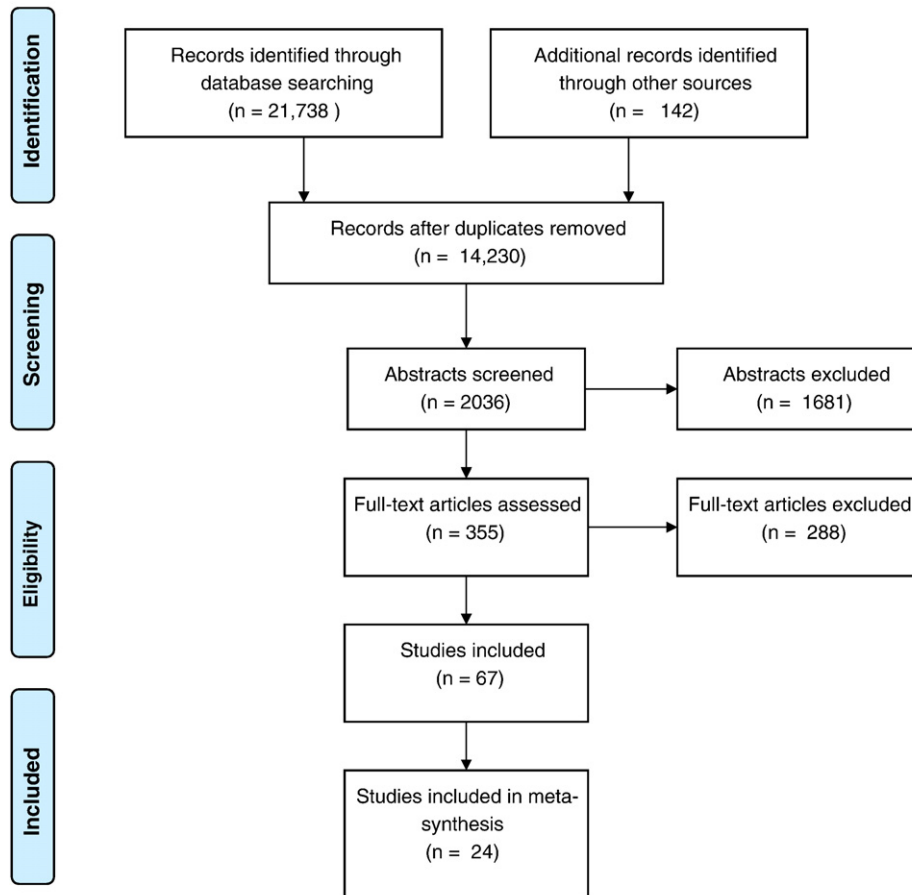 Identification
Records identified through
database searching
(n = 21,738 )
Additional records identified
through other sources
(n = 142)
Records after duplicates removed
(n = 14,230)
Screening
Abstracts screened
(n = 2036)
Abstracts excluded
(n = 1681)
Eligibility
Full-text articles assessed
(n = 355)
Full-text articles excluded
(n = 288)
Studies included
(n = 67)
Included
Studies included in meta-
synthesis
(n = 24)